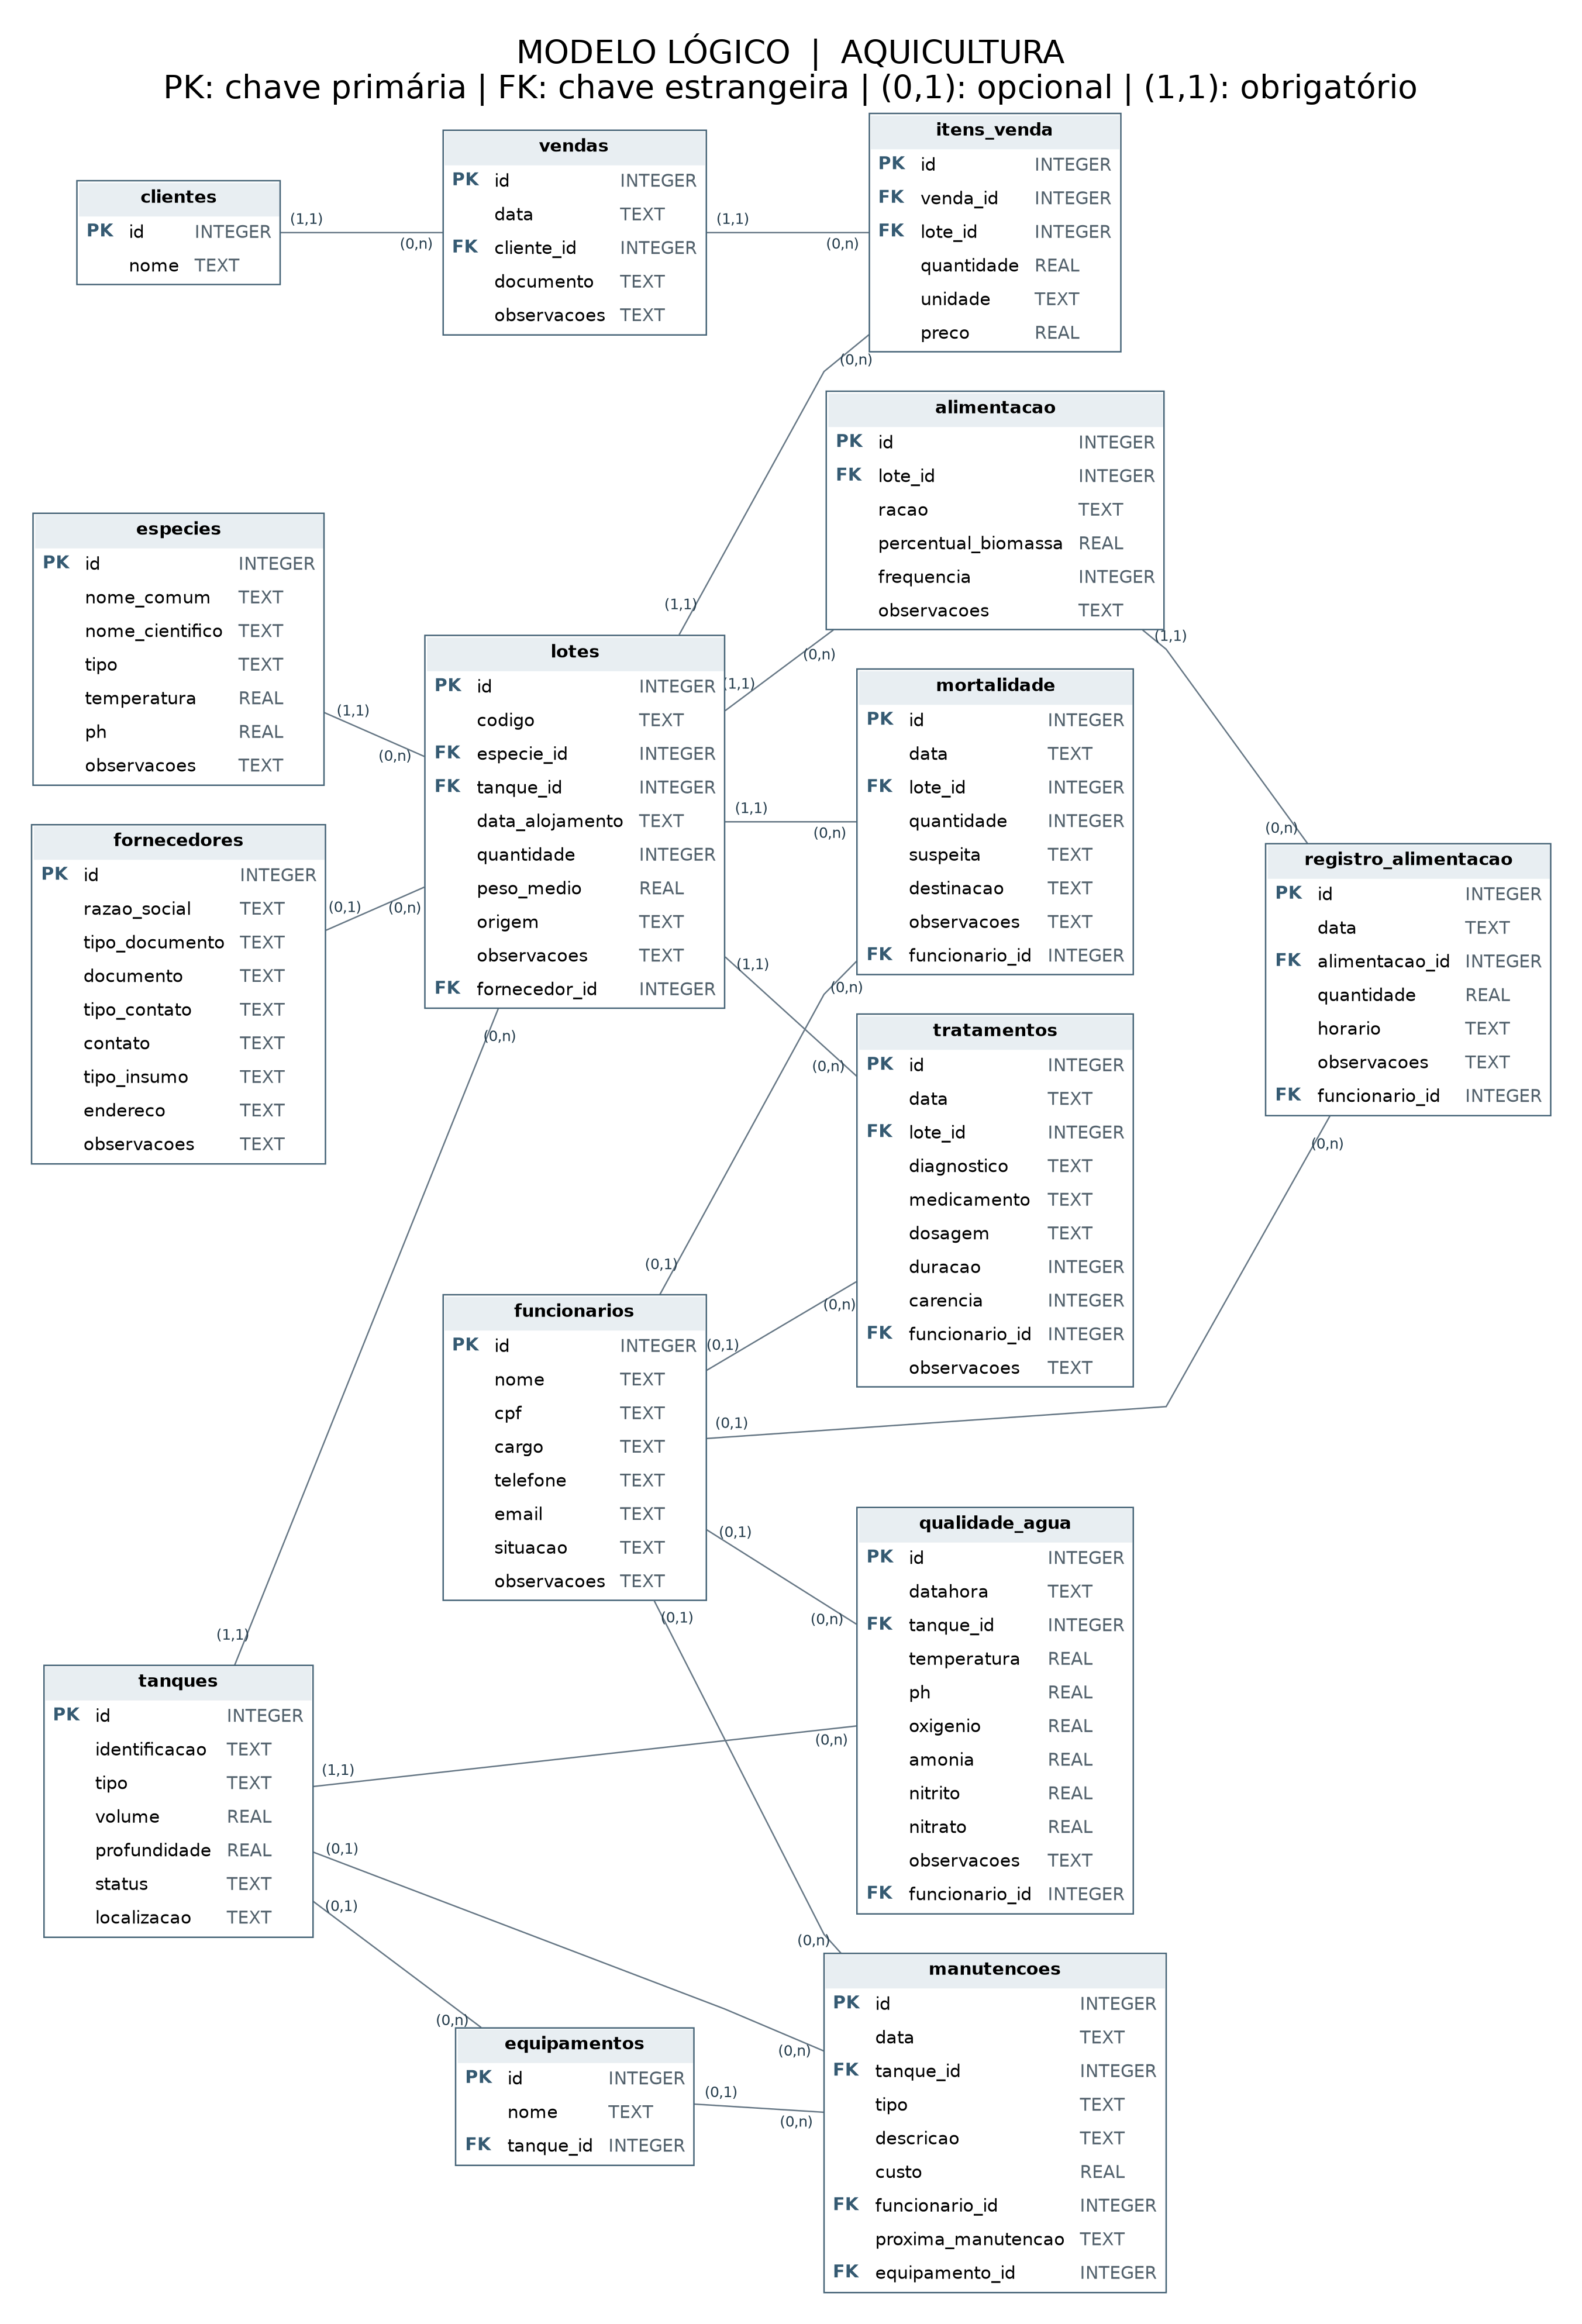 MODELO LÓGICO | AQUICULTURA
PK: chave primária | FK: chave estrangeira | (0,1): opcional | (1,1): obrigatório
clientes
PK id INTEGER
nome TEXT
(1,1)
(0,n)
vendas
PK id INTEGER
data TEXT
FK cliente_id INTEGER
documento TEXT
observacoes TEXT
(1,1)
(0,n)
itens_venda
PK id INTEGER
FK venda_id INTEGER
FK lote_id INTEGER
quantidade REAL
unidade TEXT
preco REAL
(0,n)
(1,1)
alimentacao
PK id INTEGER
FK lote_id INTEGER
racao TEXT
percentual_biomassa REAL
frequencia INTEGER
observacoes TEXT
(0,n)
(1,1)
(1,1)
(0,n)
especies
PK id INTEGER
nome_comum TEXT
nome_cientifico TEXT
tipo TEXT
temperatura REAL
ph REAL
observacoes TEXT
(1,1)
(0,n)
lotes
PK id INTEGER
codigo TEXT
FK especie_id INTEGER
FK tanque_id INTEGER
data_alojamento TEXT
quantidade INTEGER
peso_medio REAL
origem TEXT
observacoes TEXT
FK fornecedor_id INTEGER
(1,1)
(0,n)
(1,1)
(0,n)
(0,n)
mortalidade
PK id INTEGER
data TEXT
FK lote_id INTEGER
quantidade INTEGER
suspeita TEXT
destinacao TEXT
observacoes TEXT
FK funcionario_id INTEGER
(0,n)
fornecedores
PK id INTEGER
razao_social TEXT
tipo_documento TEXT
documento TEXT
tipo_contato TEXT
contato TEXT
tipo_insumo TEXT
endereco TEXT
observacoes TEXT
(0,1)
(0,n)
registro_alimentacao
PK id INTEGER
data TEXT
FK alimentacao_id INTEGER
quantidade REAL
horario TEXT
observacoes TEXT
FK funcionario_id INTEGER
(0,n)
tratamentos
PK id INTEGER
data TEXT
FK lote_id INTEGER
diagnostico TEXT
medicamento TEXT
dosagem TEXT
duracao INTEGER
carencia INTEGER
FK funcionario_id INTEGER
observacoes TEXT
(0,n)
(0,1)
funcionarios
PK id INTEGER
nome TEXT
cpf TEXT
cargo TEXT
telefone TEXT
email TEXT
situacao TEXT
observacoes TEXT
(0,1)
(0,1)
(0,1)
(0,1)
qualidade_agua
PK id INTEGER
datahora TEXT
FK tanque_id INTEGER
temperatura REAL
ph REAL
oxigenio REAL
amonia REAL
nitrito REAL
nitrato REAL
observacoes TEXT
FK funcionario_id INTEGER
(0,n)
(0,n)
(1,1)
tanques
PK id INTEGER
identificacao TEXT
tipo TEXT
volume REAL
profundidade REAL
status TEXT
localizacao TEXT
(1,1)
(0,1)
(0,1)
(0,n)
equipamentos
PK id INTEGER
nome TEXT
FK tanque_id INTEGER
(0,1)
(0,n)
(0,n)
(0,n)
manutencoes
PK id INTEGER
data TEXT
FK tanque_id INTEGER
tipo TEXT
descricao TEXT
custo REAL
FK funcionario_id INTEGER
proxima_manutencao TEXT
FK equipamento_id INTEGER